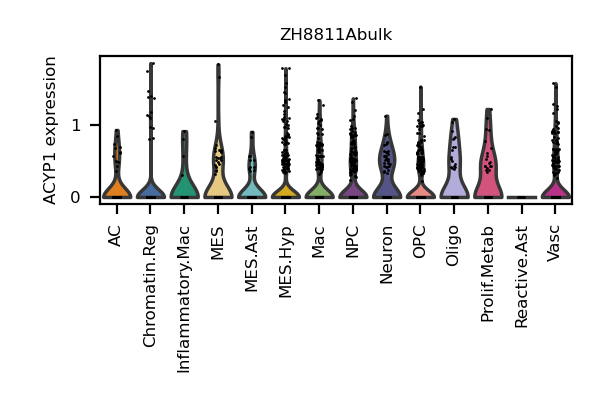 ZH8811Abulk
ACYP1 expression
1
0
AC
Chromatin.Reg
Inflammatory.Mac
MES
MES.Ast
MES.Hyp
Mac
NPC
Neuron
OPC
Oligo
Prolif.Metab
Reactive.Ast
Vasc